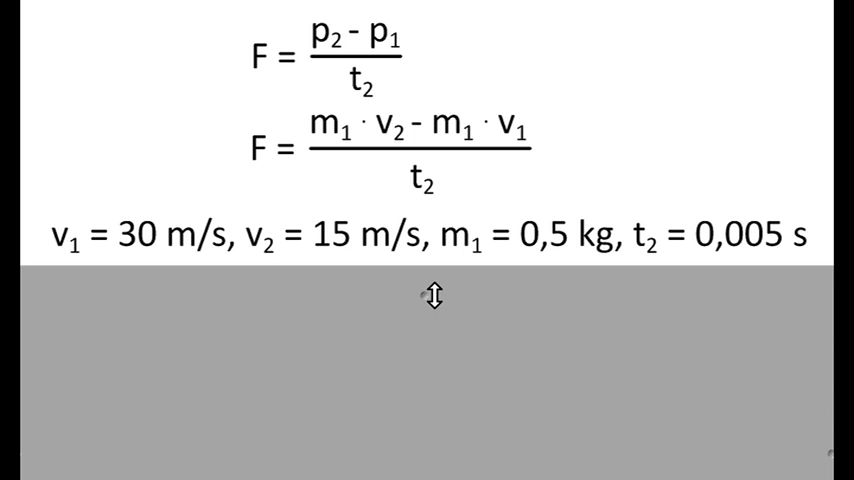 F = p₂ - p₁ / t₂
F = m₁ · v₂ - m₁ · v₁ / t₂
v₁ = 30 m/s, v₂ = 15 m/s, m₁ = 0,5 kg, t₂ = 0,005 s